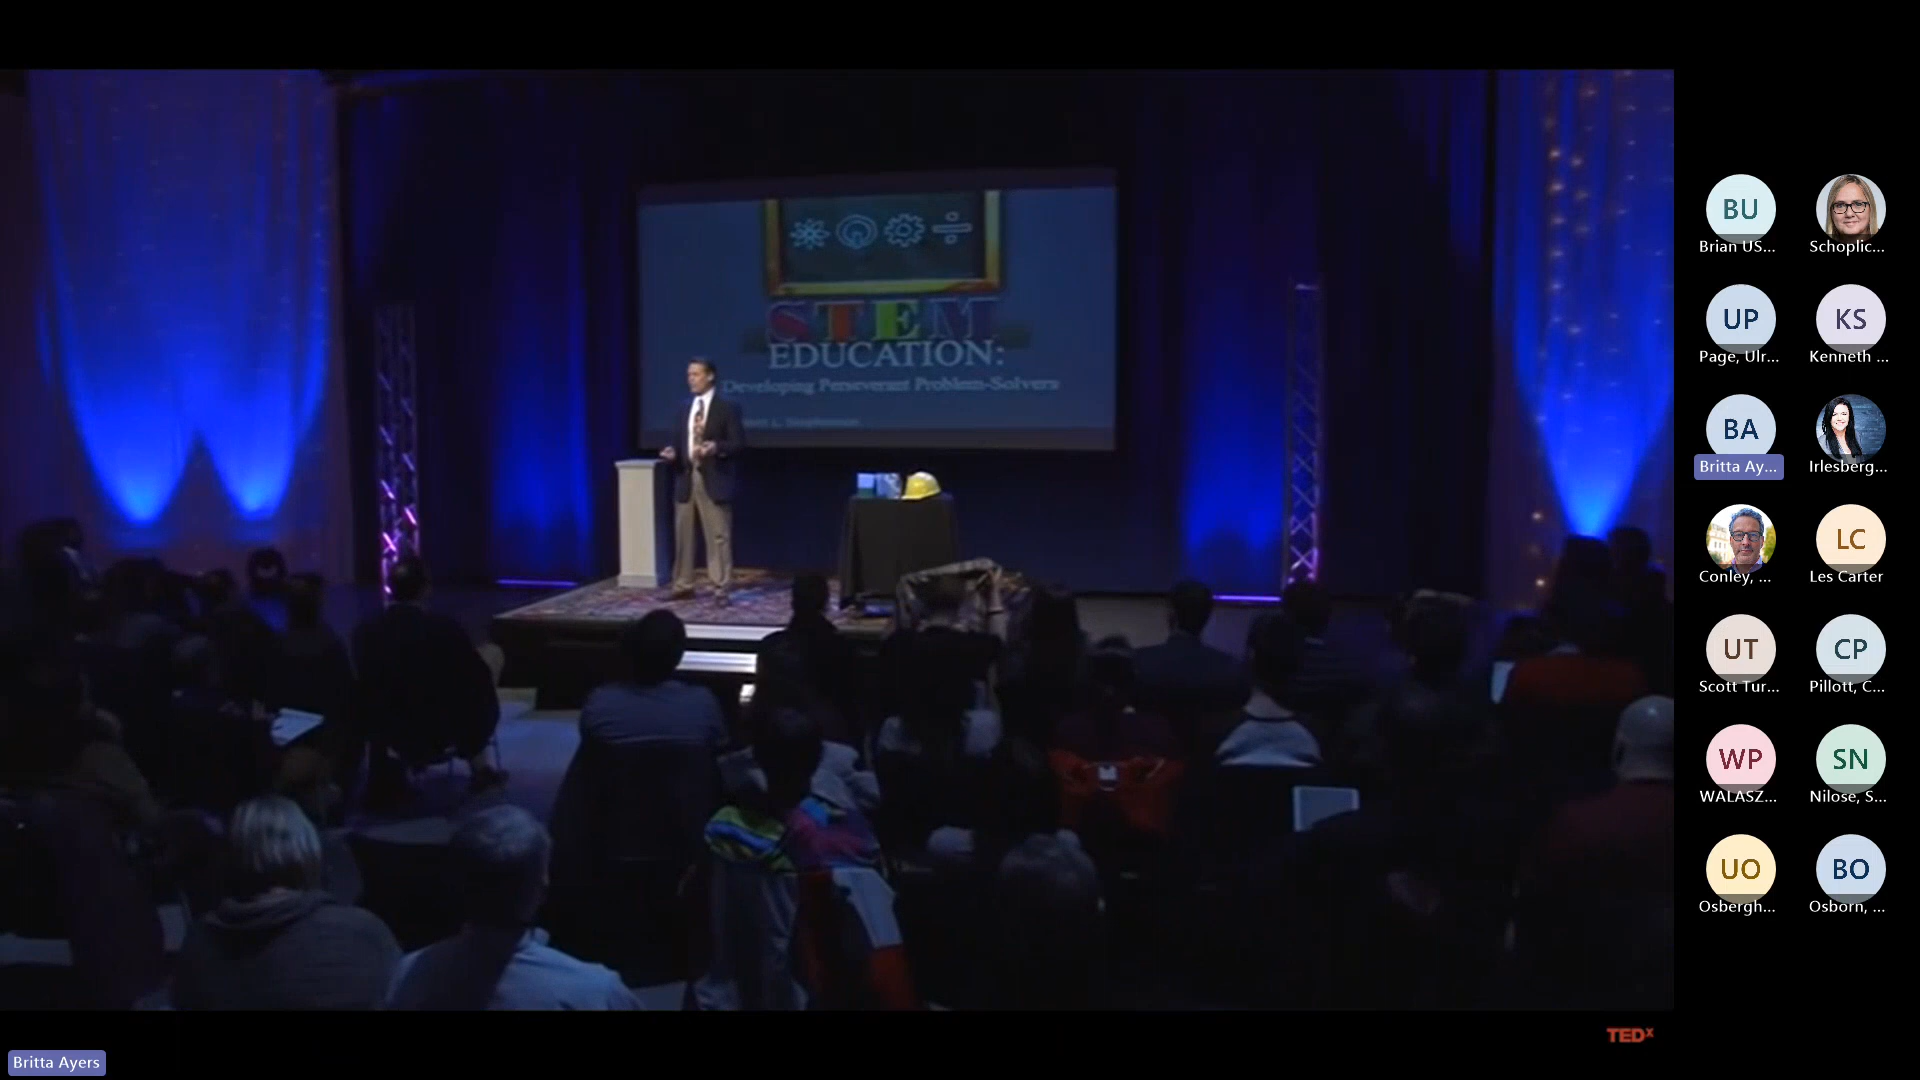 STEM
EDUCATION:
Developing Perseverant Problem-Solvers
BU
Brian US...
Schoplic...
UP
Page, Ulr...
KS
Kenneth ...
BA
Britta Ay...
Irlesberg...
Conley, ...
LC
Les Carter
UT
Scott Tur...
CP
Pillott, C...
WP
WALASZ...
SN
Nilose, S...
UO
Osbergh...
BO
Osborn, ...
TEDx
Britta Ayers